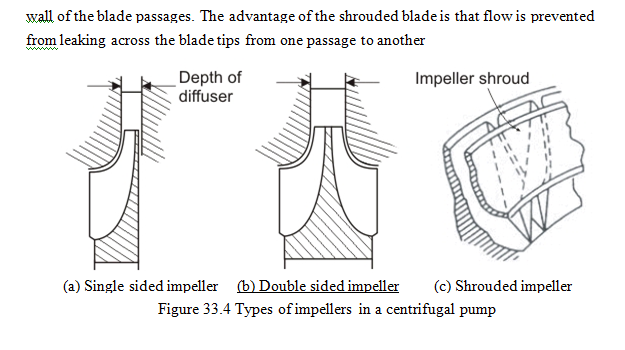 wall of the blade passages. The advantage of the shrouded blade is that flow is prevented
from leaking across the blade tips from one passage to another
Depth of
diffuser
Impeller shroud
(a) Single sided impeller (b) Double sided impeller (c) Shrouded impeller
Figure 33.4 Types of impellers in a centrifugal pump